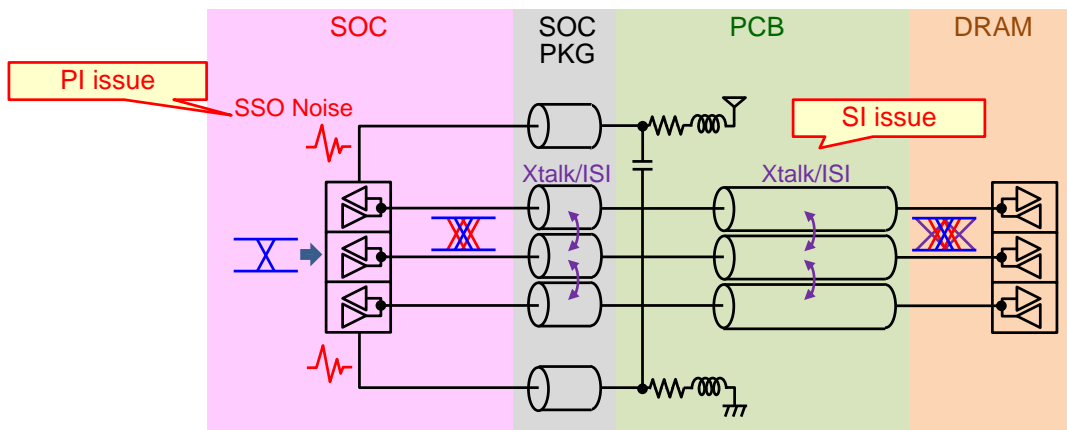 SOC
SOC
PKG
PCB
DRAM
PI issue
SSO Noise
SI issue
Xtalk/ISI
Xtalk/ISI